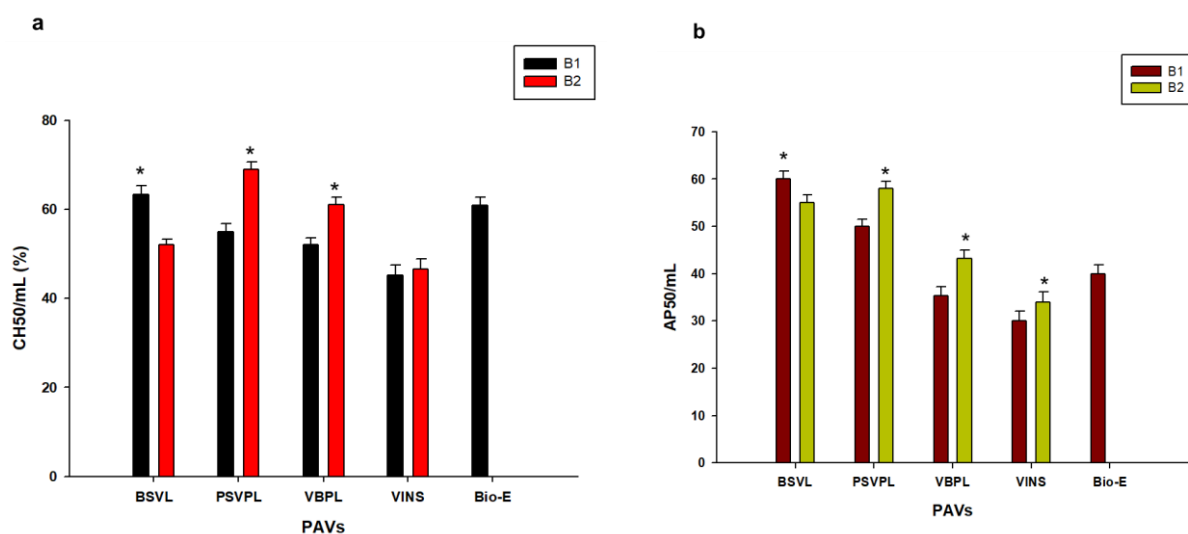 a
B1
B2
CH50/mL (%)
80
60
40
20
0
*
*
*
BSVL PSVPL VBPL VINS Bio-E
PAVs
b
B1
B2
AP50/mL
70
60
50
40
30
20
10
0
*
*
*
*
BSVL PSVPL VBPL VINS Bio-E
PAVs